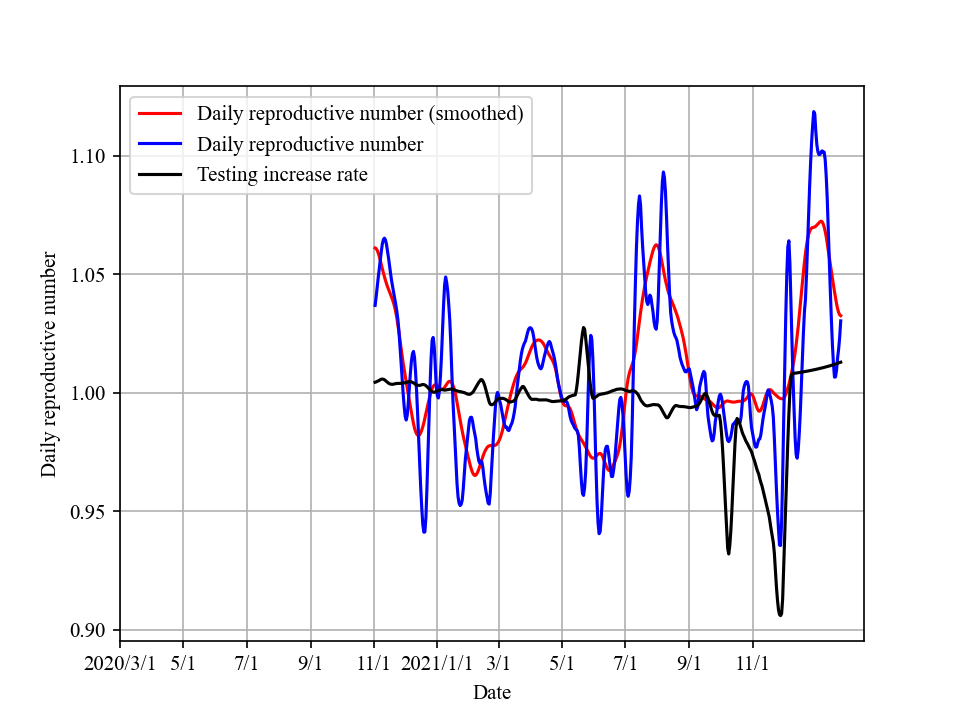 Daily reproductive number (smoothed)
Daily reproductive number
Testing increase rate
Daily reproductive number
1.10
1.05
1.00
0.95
0.90
2020/3/1 5/1 7/1 9/1 11/1 2021/1/1 3/1 5/1 7/1 9/1 11/1
Date